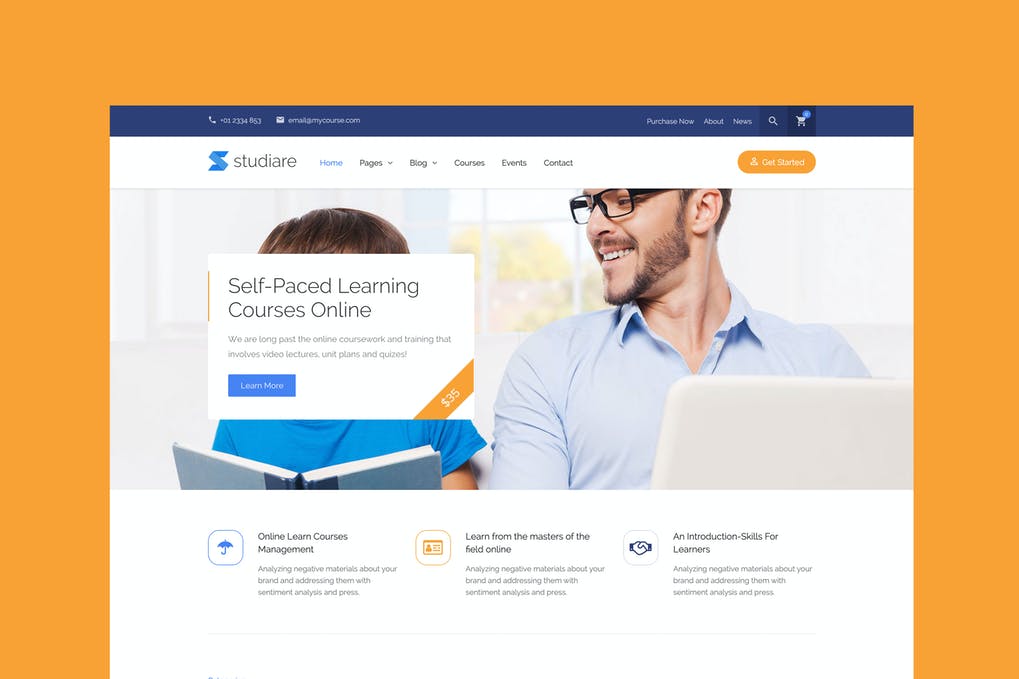 +01 2334 853
email@mycourse.com
Purchase Now
About
News
studiare
Home
Pages
Blog
Courses
Events
Contact
Get Started
Self-Paced Learning
Courses Online
We are long past the online coursework and training that
involves video lectures, unit plans and quizes!
Learn More
$35
Online Learn Courses
Management
Analyzing negative materials about your
brand and addressing them with
sentiment analysis and press.
Learn from the masters of the
field online
Analyzing negative materials about your
brand and addressing them with
sentiment analysis and press.
An Introduction-Skills For
Learners
Analyzing negative materials about your
brand and addressing them with
sentiment analysis and press.